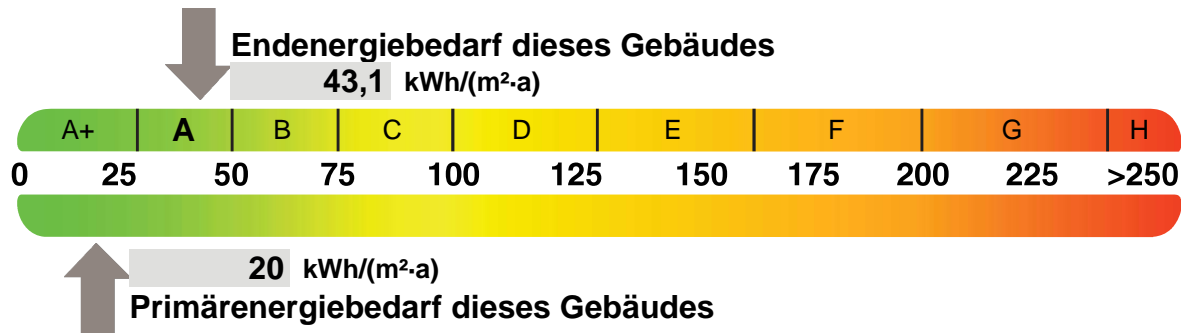 Endenergiebedarf dieses Gebäudes
43,1 kWh/(m²·a)
A+ A B C D E F G H
0 25 50 75 100 125 150 175 200 225 >250
20 kWh/(m²·a)
Primärenergiebedarf dieses Gebäudes